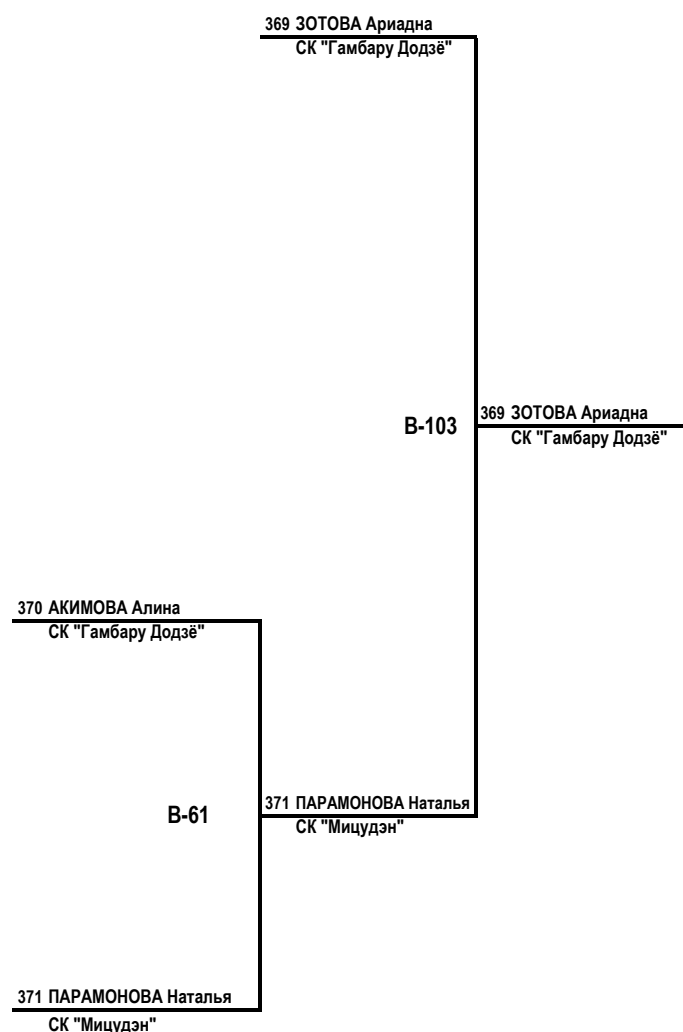 369 ЗОТОВА Ариадна
СК "Гамбару Додзё"
В-103
369 ЗОТОВА Ариадна
СК "Гамбару Додзё"
370 АКИМОВА Алина
СК "Гамбару Додзё"
В-61
371 ПАРАМОНОВА Наталья
СК "Мицудэн"
371 ПАРАМОНОВА Наталья
СК "Мицудэн"